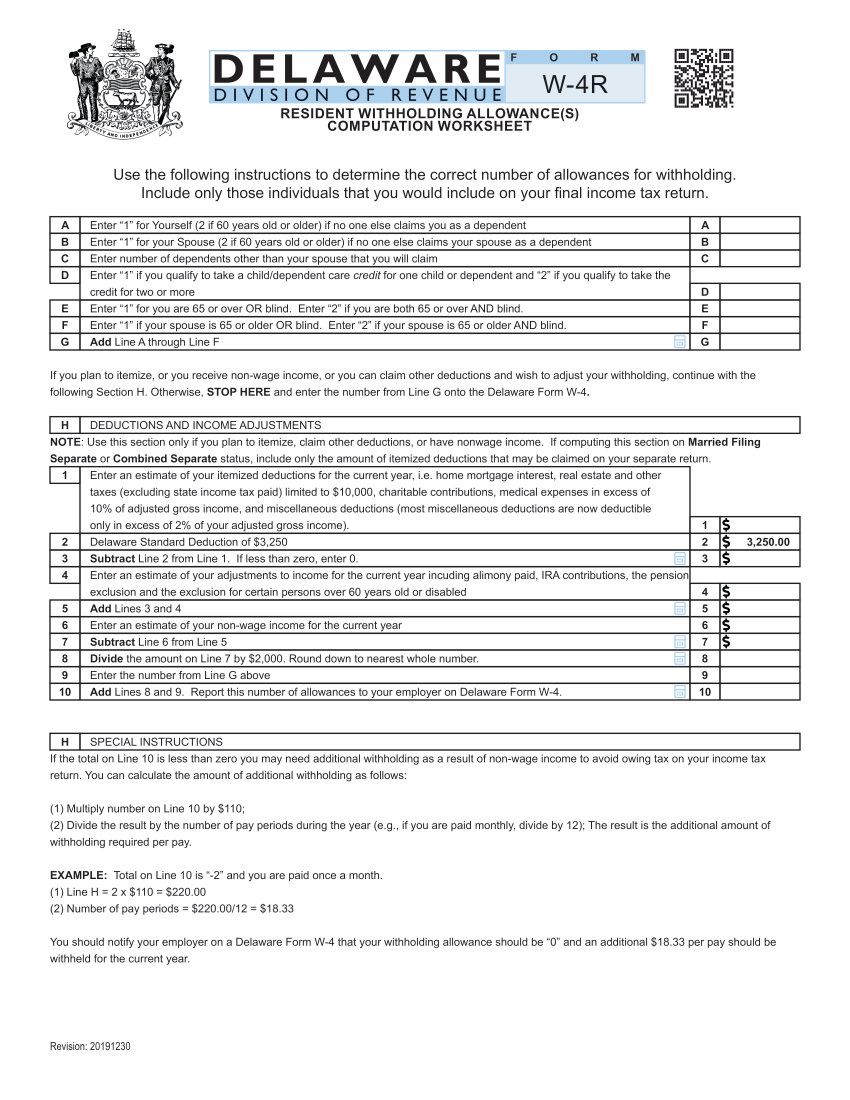 LIBERTY AND INDEPENDENCE
DELAWARE
DIVISION OF REVENUE
F O R M
W-4R
RESIDENT WITHHOLDING ALLOWANCE(S)
COMPUTATION WORKSHEET
Use the following instructions to determine the correct number of allowances for withholding.
Include only those individuals that you would include on your final income tax return.
A Enter “1” for Yourself (2 if 60 years old or older) if no one else claims you as a dependent A
B Enter “1” for your Spouse (2 if 60 years old or older) if no one else claims your spouse as a dependent B
C Enter number of dependents other than your spouse that you will claim C
D Enter “1” if you qualify to take a child/dependent care credit for one child or dependent and “2” if you qualify to take the
credit for two or more D
E Enter “1” for you are 65 or over OR blind. Enter “2” if you are both 65 or over AND blind. E
F Enter “1” if your spouse is 65 or older OR blind. Enter “2” if your spouse is 65 or older AND blind. F
G Add Line A through Line F G
If you plan to itemize, or you receive non-wage income, or you can claim other deductions and wish to adjust your withholding, continue with the
following Section H. Otherwise, STOP HERE and enter the number from Line G onto the Delaware Form W-4.
H DEDUCTIONS AND INCOME ADJUSTMENTS
NOTE: Use this section only if you plan to itemize, claim other deductions, or have nonwage income. If computing this section on Married Filing
Separate or Combined Separate status, include only the amount of itemized deductions that may be claimed on your separate return.
1 Enter an estimate of your itemized deductions for the current year, i.e. home mortgage interest, real estate and other
taxes (excluding state income tax paid) limited to $10,000, charitable contributions, medical expenses in excess of
10% of adjusted gross income, and miscellaneous deductions (most miscellaneous deductions are now deductible
only in excess of 2% of your adjusted gross income). 1 $
2 Delaware Standard Deduction of $3,250 2 $ 3,250.00
3 Subtract Line 2 from Line 1. If less than zero, enter 0. 3 $
4 Enter an estimate of your adjustments to income for the current year incuding alimony paid, IRA contributions, the pension
exclusion and the exclusion for certain persons over 60 years old or disabled 4 $
5 Add Lines 3 and 4 5 $
6 Enter an estimate of your non-wage income for the current year 6 $
7 Subtract Line 6 from Line 5 7 $
8 Divide the amount on Line 7 by $2,000. Round down to nearest whole number. 8
9 Enter the number from Line G above 9
10 Add Lines 8 and 9. Report this number of allowances to your employer on Delaware Form W-4. 10
H SPECIAL INSTRUCTIONS
If the total on Line 10 is less than zero you may need additional withholding as a result of non-wage income to avoid owing tax on your income tax
return. You can calculate the amount of additional withholding as follows:
(1) Multiply number on Line 10 by $110;
(2) Divide the result by the number of pay periods during the year (e.g., if you are paid monthly, divide by 12); The result is the additional amount of
withholding required per pay.
EXAMPLE: Total on Line 10 is “-2” and you are paid once a month.
(1) Line H = 2 x $110 = $220.00
(2) Number of pay periods = $220.00/12 = $18.33
You should notify your employer on a Delaware Form W-4 that your withholding allowance should be “0” and an additional $18.33 per pay should be
withheld for the current year.
Revision: 20191230